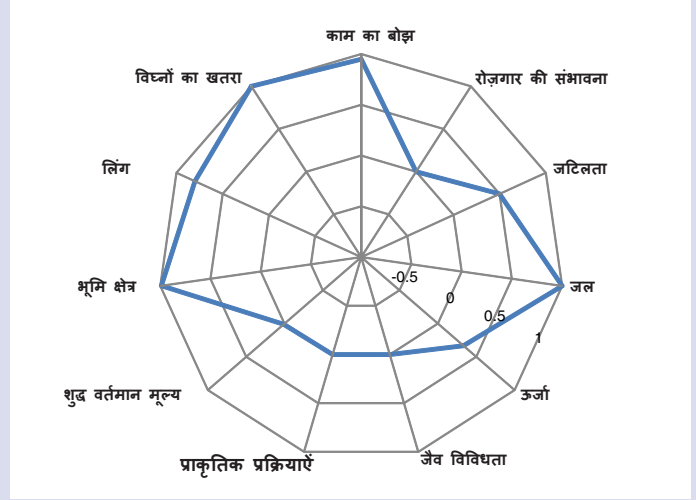 काम का बोझ
विघ्नों का खतरा
रोज़गार की संभावना
लिंग
जटिलता
-0.5
भूमि क्षेत्र
जल
0
0.5
1
शुद्ध वर्तमान मूल्य
ऊर्जा
प्राकृतिक प्रक्रियाऐं
जैव विविधता